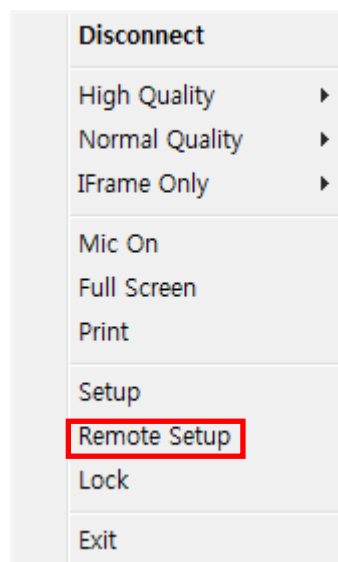 Disconnect
High Quality
Normal Quality
IFrame Only
Mic On
Full Screen
Print
Setup
Remote Setup
Lock
Exit